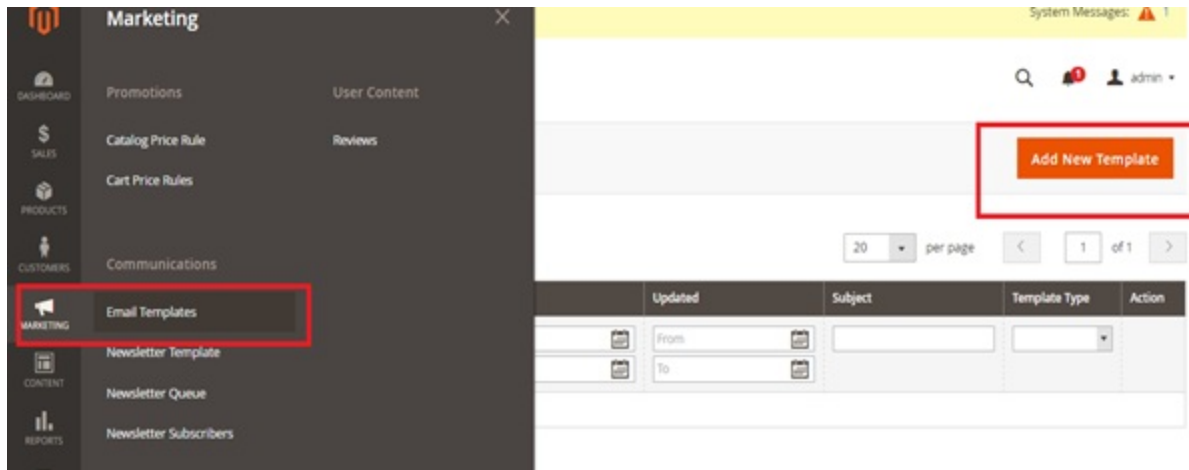 Marketing
System Messages: 1
1
admin
DASHBOARD
Promotions
User Content
SALES
Catalog Price Rule
Reviews
Add New Template
Cart Price Rules
PRODUCTS
20
per page
1
of 1
CUSTOMERS
Communications
Updated
Subject
Template Type
Action
MARKETING
Email Templates
From
To
Newsletter Template
CONTENT
Newsletter Queue
REPORTS
Newsletter Subscribers